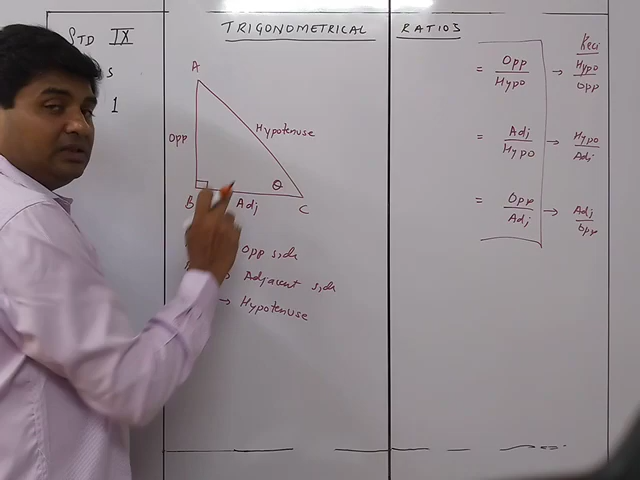 STD IX
TRIGONOMETRICAL RATIOS
s
1
A
Hypotenuse
Opp
θ
B
Adj
C
Opp side
→ Adjacent side
→ Hypotenuse
Reci
= Opp/Hypo → Hypo/Opp
= Adj/Hypo → Hypo/Adj
= Opp/Adj → Adj/Opp